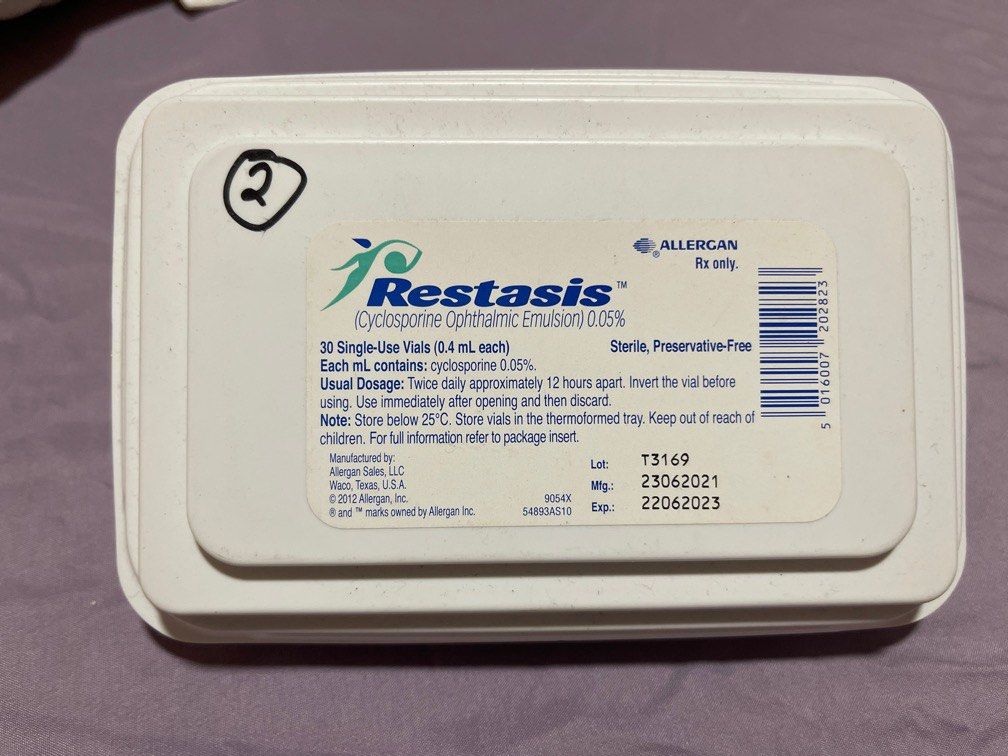 2
ALLERGAN
®
Rx only.
Restasis™
(Cyclosporine Ophthalmic Emulsion) 0.05%
30 Single-Use Vials (0.4 mL each) Sterile, Preservative-Free
Each mL contains: cyclosporine 0.05%.
Usual Dosage: Twice daily approximately 12 hours apart. Invert the vial before
using. Use immediately after opening and then discard.
Note: Store below 25°C. Store vials in the thermoformed tray. Keep out of reach of
children. For full information refer to package insert.
Manufactured by:
Allergan Sales, LLC
Waco, Texas, U.S.A.
© 2012 Allergan, Inc.
® and ™ marks owned by Allergan Inc.
9054X
54893AS10
Lot: T3169
Mfg.: 23062021
Exp.: 22062023
5 016007 202823